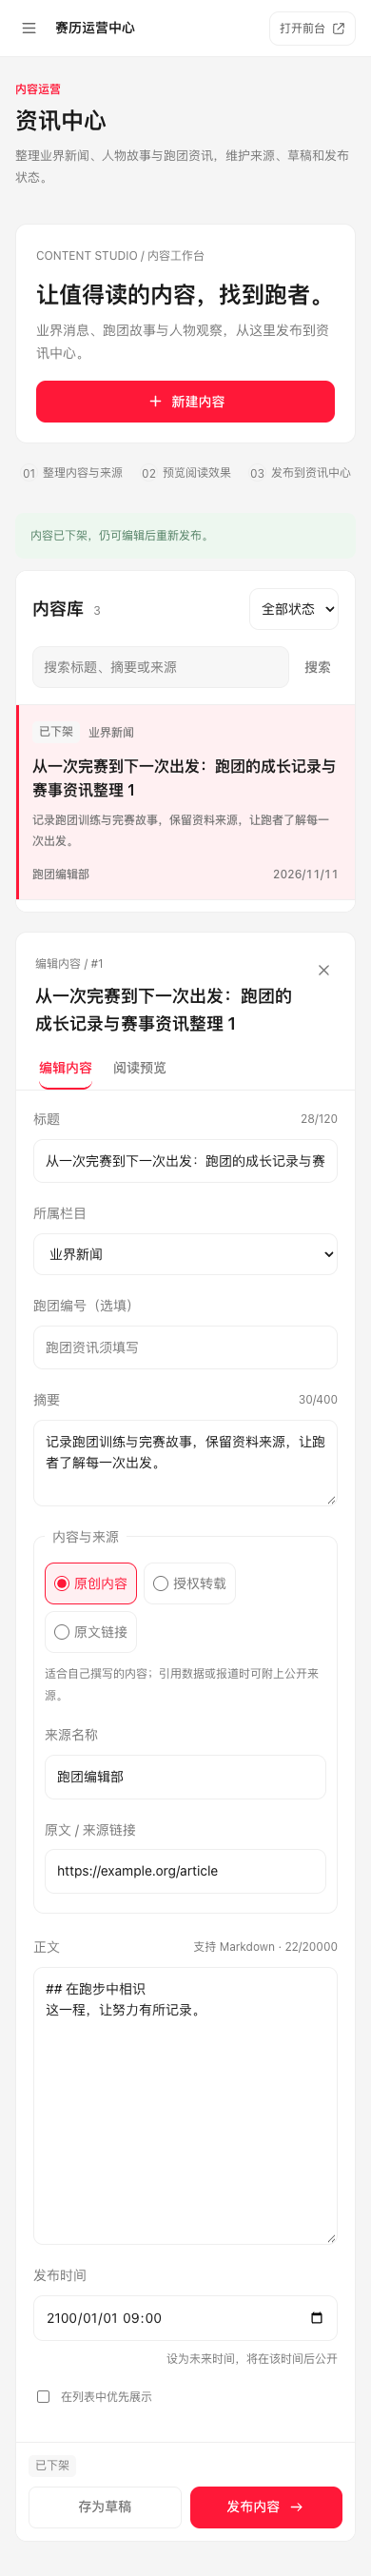 赛历运营中心
打开前台
内容运营
资讯中心
整理业界新闻、人物故事与跑团资讯，维护来源、草稿和发布
状态。
CONTENT STUDIO / 内容工作台
让值得读的内容，找到跑者。
业界消息、跑团故事与人物观察，从这里发布到资
讯中心。
新建内容
01 整理内容与来源 02 预览阅读效果 03 发布到资讯中心
内容已下架，仍可编辑后重新发布。
内容库 3
全部状态
搜索标题、摘要或来源
搜索
已下架 业界新闻
从一次完赛到下一次出发：跑团的成长记录与
赛事资讯整理 1
记录跑团训练与完赛故事，保留资料来源，让跑者了解每一
次出发。
跑团编辑部 2026/11/11
编辑内容 / #1
从一次完赛到下一次出发：跑团的
成长记录与赛事资讯整理 1
编辑内容 阅读预览
标题 28/120
从一次完赛到下一次出发：跑团的成长记录与赛
所属栏目
业界新闻
跑团编号（选填）
跑团资讯须填写
摘要 30/400
记录跑团训练与完赛故事，保留资料来源，让跑
者了解每一次出发。
内容与来源
原创内容 授权转载
原文链接
适合自己撰写的内容；引用数据或报道时可附上公开来
源。
来源名称
跑团编辑部
原文 / 来源链接
https://example.org/article
正文 支持 Markdown · 22/20000
## 在跑步中相识
这一程，让努力有所记录。
发布时间
2100/01/01 09:00
设为未来时间，将在该时间后公开
在列表中优先展示
已下架
存为草稿 发布内容 →